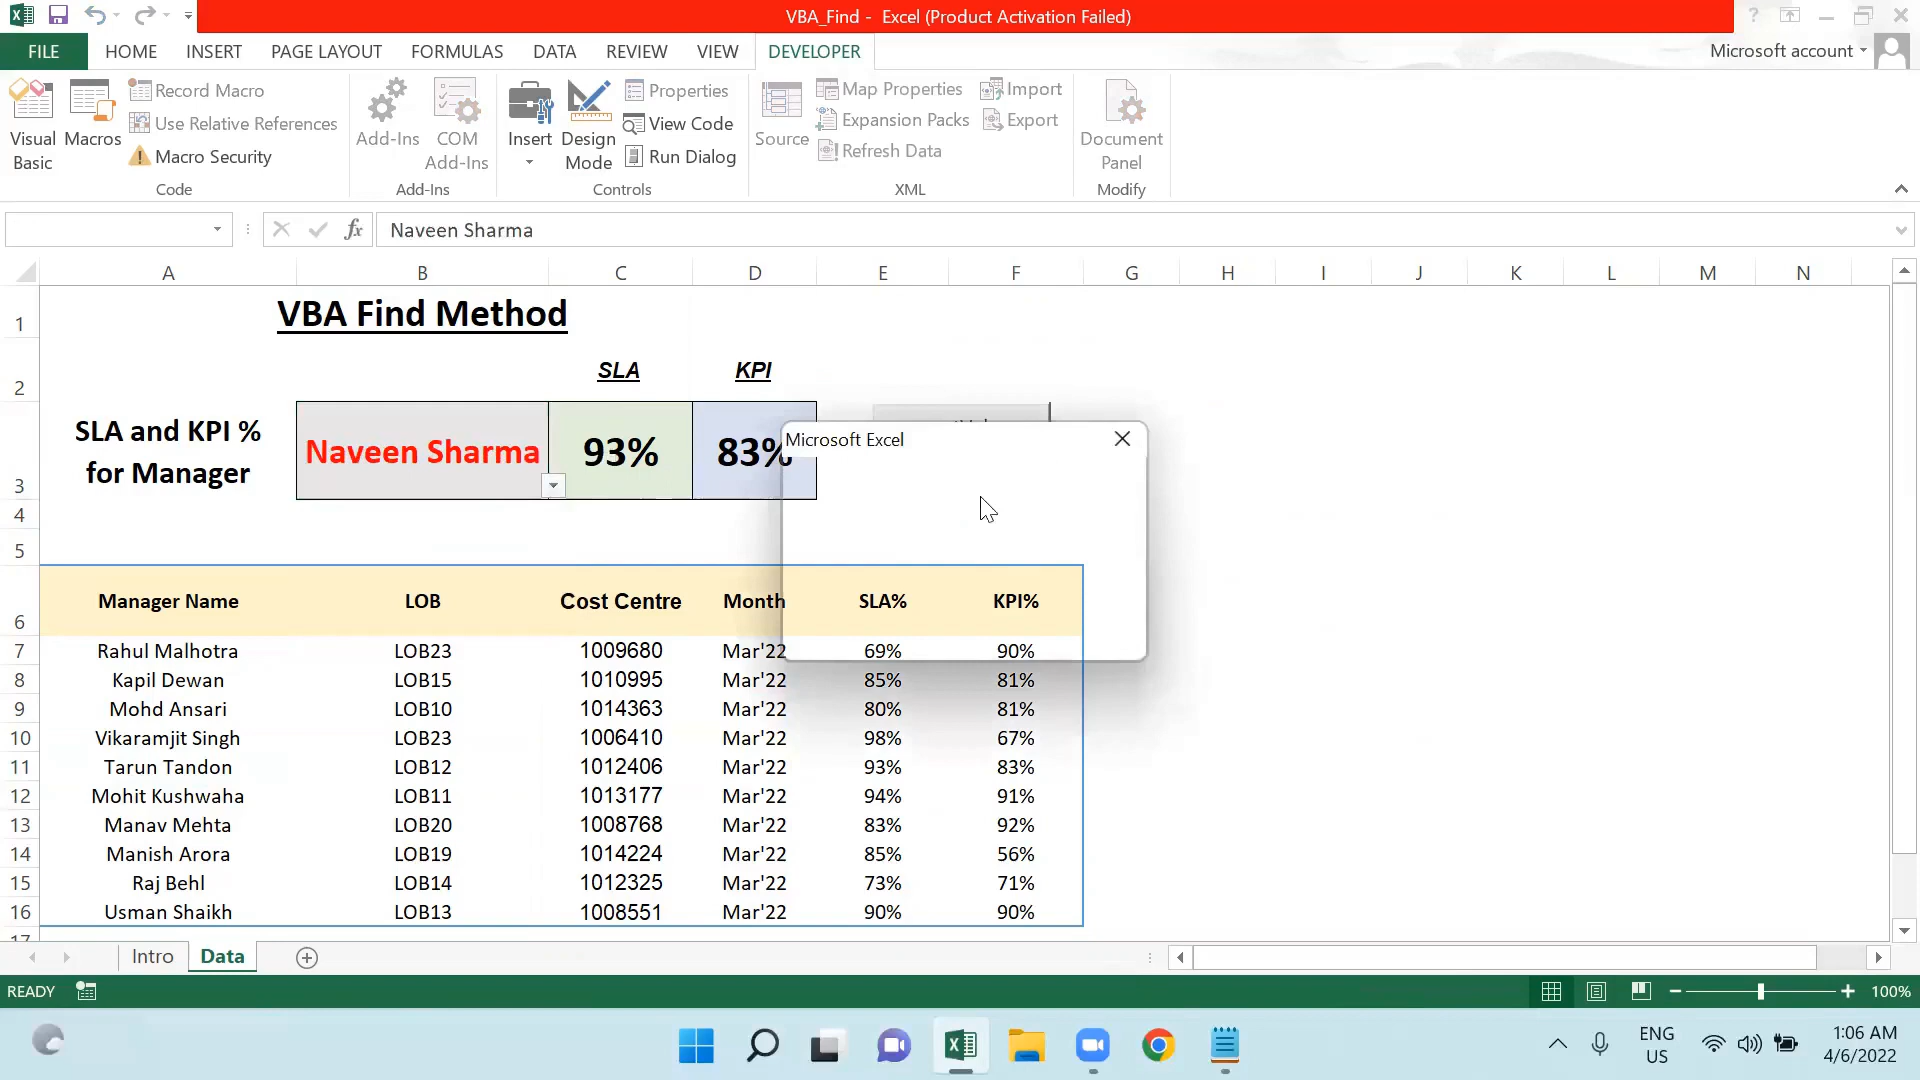 VBA_Find - Excel (Product Activation Failed)
FILE HOME INSERT PAGE LAYOUT FORMULAS DATA REVIEW VIEW DEVELOPER Microsoft account
Visual Basic
Macros
Record Macro
Use Relative References
Macro Security
Code
Add-Ins
COM Add-Ins
Add-Ins
Insert
Design Mode
Properties
View Code
Run Dialog
Controls
Source
Map Properties
Expansion Packs
Refresh Data
Import
Export
XML
Document Panel
Modify
fx Naveen Sharma
A B C D E F G H I J K L M N
1 VBA Find Method
2 SLA KPI
3 SLA and KPI % for Manager Naveen Sharma 93% 83%
Microsoft Excel
4
5
6 Manager Name LOB Cost Centre Month SLA% KPI%
7 Rahul Malhotra LOB23 1009680 Mar'22 69% 90%
8 Kapil Dewan LOB15 1010995 Mar'22 85% 81%
9 Mohd Ansari LOB10 1014363 Mar'22 80% 81%
10 Vikaramjit Singh LOB23 1006410 Mar'22 98% 67%
11 Tarun Tandon LOB12 1012406 Mar'22 93% 83%
12 Mohit Kushwaha LOB11 1013177 Mar'22 94% 91%
13 Manav Mehta LOB20 1008768 Mar'22 83% 92%
14 Manish Arora LOB19 1014224 Mar'22 85% 56%
15 Raj Behl LOB14 1012325 Mar'22 73% 71%
16 Usman Shaikh LOB13 1008551 Mar'22 90% 90%
Intro Data
READY 100%
ENG US
1:06 AM
4/6/2022